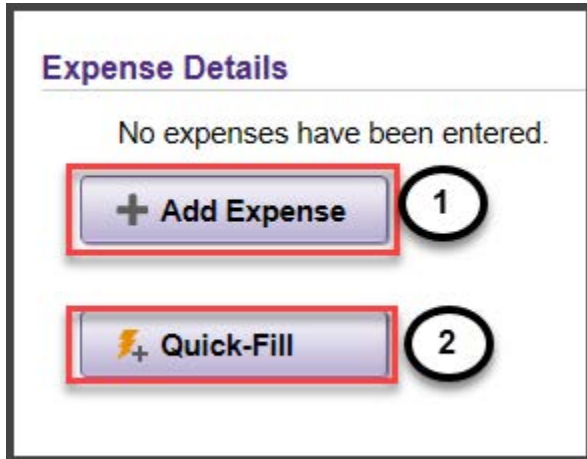 Expense Details
No expenses have been entered.
Add Expense
1
Quick-Fill
2